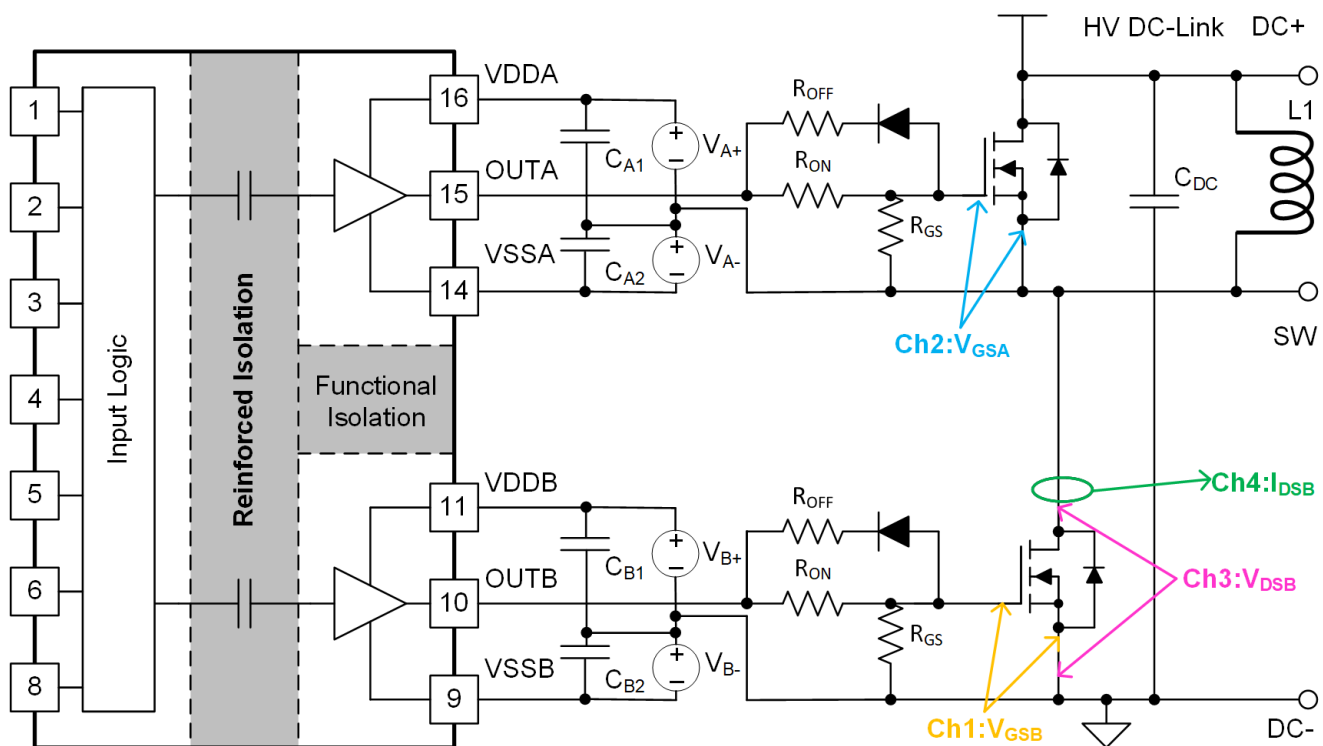 HV DC-Link
DC+
1
2
3
4
5
6
8
Input Logic
Reinforced Isolation
Functional
Isolation
VDDA
16
OUTA
15
VSSA
14
CA1
CA2
VA+
VA-
ROFF
RON
RGS
Ch2:VGSA
CDC
L1
SW
VDDB
11
OUTB
10
VSSB
9
CB1
CB2
VB+
VB-
ROFF
RON
RGS
Ch4:IDSB
Ch3:VDSB
Ch1:VGSB
DC-